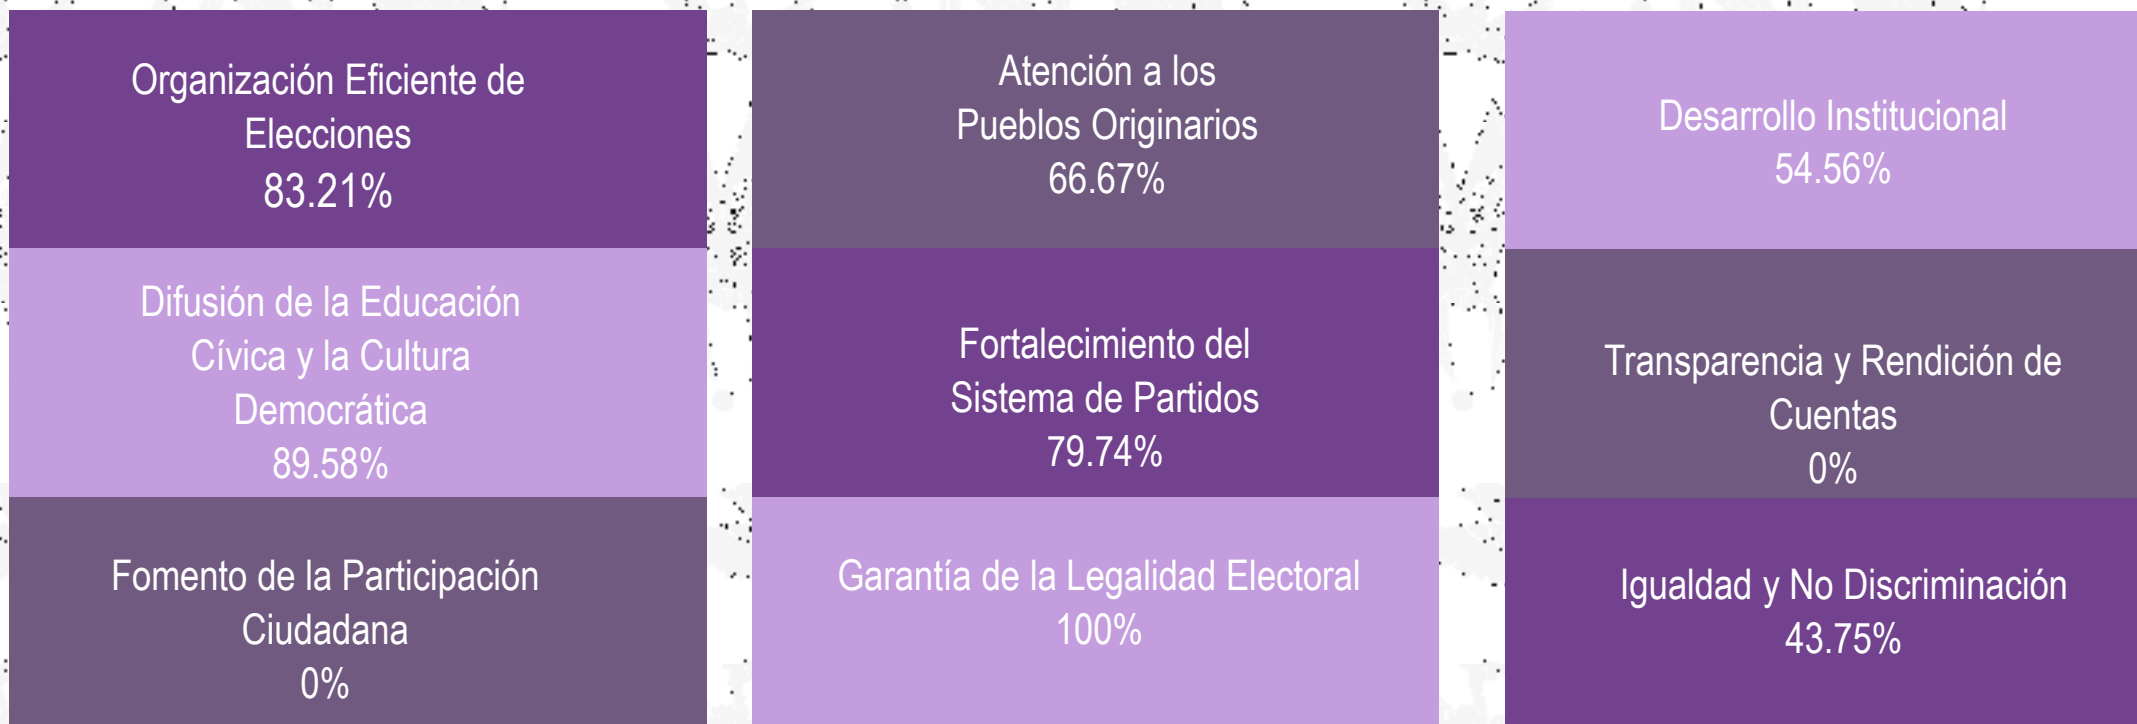 Organización Eficiente de
Elecciones
83.21%
Difusión de la Educación
Cívica y la Cultura
Democrática
89.58%
Fomento de la Participación
Ciudadana
0%
Atención a los
Pueblos Originarios
66.67%
Fortalecimiento del
Sistema de Partidos
79.74%
Garantía de la Legalidad Electoral
100%
Desarrollo Institucional
54.56%
Transparencia y Rendición de
Cuentas
0%
Igualdad y No Discriminación
43.75%